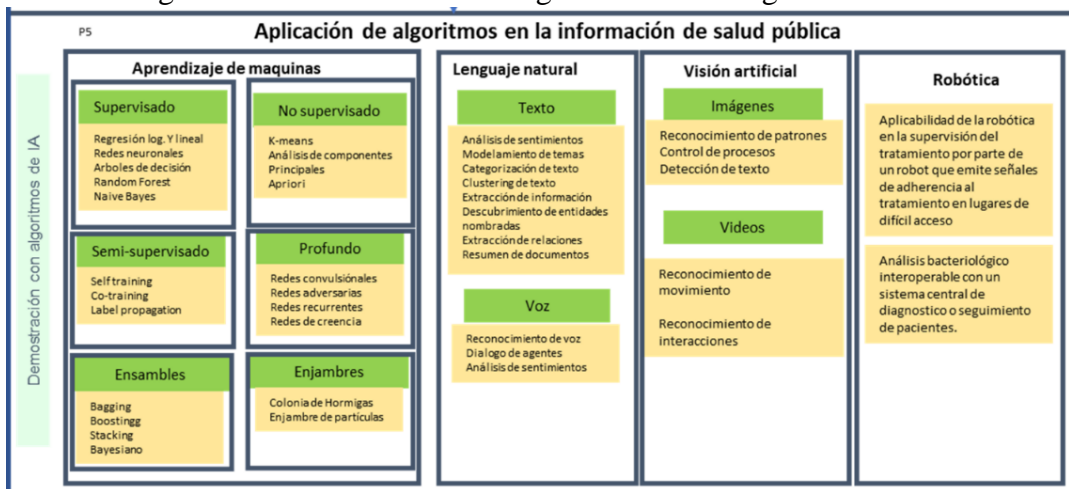 P5
Aplicación de algoritmos en la información de salud pública
Demostración con algoritmos de IA
Aprendizaje de maquinas
Supervisado
Regresión log. Y lineal
Redes neuronales
Arboles de decisión
Random Forest
Naive Bayes
No supervisado
K-means
Análisis de componentes
Principales
Apriori
Semi-supervisado
Self training
Co-training
Label propagation
Profundo
Redes convulsiónales
Redes adversarias
Redes recurrentes
Redes de creencia
Ensambles
Bagging
Boostingg
Stacking
Bayesiano
Enjambres
Colonia de Hormigas
Enjambre de partículas
Lenguaje natural
Texto
Análisis de sentimientos
Modelamiento de temas
Categorización de texto
Clustering de texto
Extracción de información
Descubrimiento de entidades
nombradas
Extracción de relaciones
Resumen de documentos
Voz
Reconocimiento de voz
Dialogo de agentes
Análisis de sentimientos
Visión artificial
Imágenes
Reconocimiento de patrones
Control de procesos
Detección de texto
Videos
Reconocimiento de
movimiento
Reconocimiento de
interacciones
Robótica
Aplicabilidad de la robótica
en la supervisión del
tratamiento por parte de
un robot que emite señales
de adherencia al
tratamiento en lugares de
difícil acceso
Análisis bacteriológico
interoperable con un
sistema central de
diagnostico o seguimiento
de pacientes.